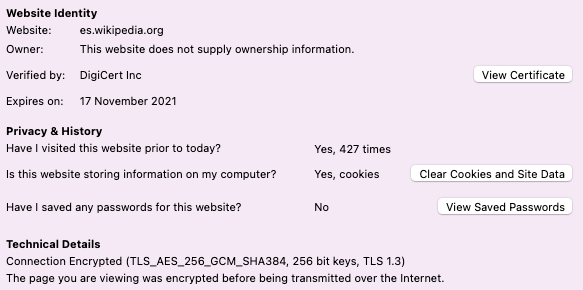 Website Identity
Website: es.wikipedia.org
Owner: This website does not supply ownership information.
Verified by: DigiCert Inc View Certificate
Expires on: 17 November 2021
Privacy & History
Have I visited this website prior to today? Yes, 427 times
Is this website storing information on my computer? Yes, cookies Clear Cookies and Site Data
Have I saved any passwords for this website? No View Saved Passwords
Technical Details
Connection Encrypted (TLS_AES_256_GCM_SHA384, 256 bit keys, TLS 1.3)
The page you are viewing was encrypted before being transmitted over the Internet.